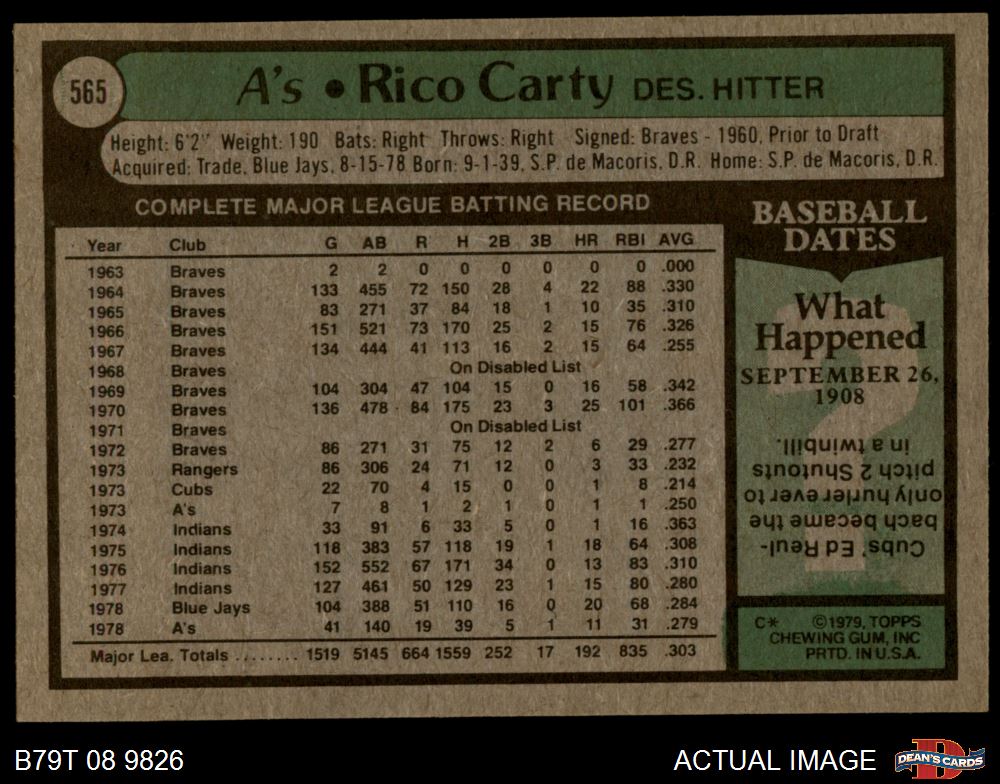 565
A's • Rico Carty DES. HITTER
Height: 6'2" Weight: 190 Bats: Right Throws: Right Signed: Braves - 1960, Prior to Draft
Acquired: Trade, Blue Jays, 8-15-78 Born: 9-1-39, S.P. de Macoris, D.R. Home: S.P. de Macoris, D.R.
COMPLETE MAJOR LEAGUE BATTING RECORD
Year Club G AB R H 2B 3B HR RBI AVG
1963 Braves 2 2 0 0 0 0 0 0 .000
1964 Braves 133 455 72 150 28 4 22 88 .330
1965 Braves 83 271 37 84 18 1 10 35 .310
1966 Braves 151 521 73 170 25 2 15 76 .326
1967 Braves 134 444 41 113 16 2 15 64 .255
1968 Braves On Disabled List
1969 Braves 104 304 47 104 15 0 16 58 .342
1970 Braves 136 478 84 175 23 3 25 101 .366
1971 Braves On Disabled List
1972 Braves 86 271 31 75 12 2 6 29 .277
1973 Rangers 86 306 24 71 12 0 3 33 .232
1973 Cubs 22 70 4 15 0 0 1 8 .214
1973 A's 7 8 1 2 1 0 1 1 .250
1974 Indians 33 91 6 33 5 0 1 16 .363
1975 Indians 118 383 57 118 19 1 18 64 .308
1976 Indians 152 552 67 171 34 0 13 83 .310
1977 Indians 127 461 50 129 23 1 15 80 .280
1978 Blue Jays 104 388 51 110 16 0 20 68 .284
1978 A's 41 140 19 39 5 1 11 31 .279
Major Lea. Totals ........ 1519 5145 664 1559 252 17 192 835 .303
BASEBALL
DATES
What
Happened
SEPTEMBER 26,
1908
Cubs' Ed Reul-
bach became the
only hurler ever to
pitch 2 Shutouts
in a twinbill.
C* ©1979, TOPPS
CHEWING GUM, INC
PRTD. IN U.S.A.
B79T 08 9826
ACTUAL IMAGE
DEAN'S CARDS